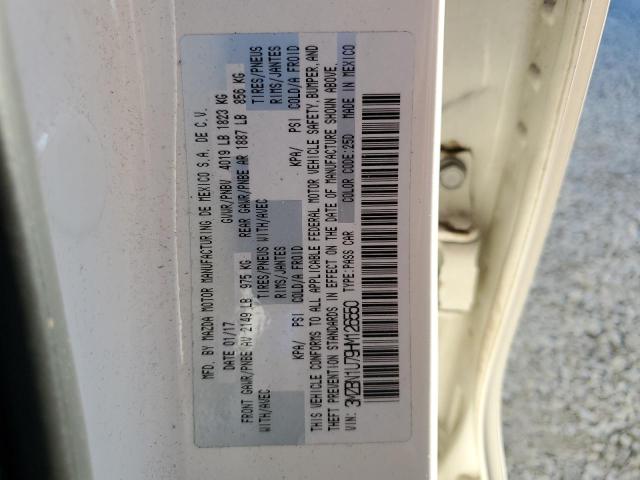 MFD. BY MAZDA MOTOR MANUFACTURING DE MEXICO S.A. DE C.V.
DATE 01/17 GVWR/PNBV 4019 LB 1823 KG
FRONT GAWR/PNBE AV 2149 LB 975 KG REAR GAWR/PNBE AR 1887 LB 856 KG
WITH/AVEC TIRES/PNEUS WITH/AVEC TIRES/PNEUS
RIMS/JANTES RIMS/JANTES
KPA/ PSI COLD/A FROID KPA/ PSI COLD/A FROID
THIS VEHICLE CONFORMS TO ALL APPLICABLE FEDERAL MOTOR VEHICLE SAFETY, BUMPER, AND
THEFT PREVENTION STANDARDS IN EFFECT ON THE DATE OF MANUFACTURE SHOWN ABOVE.
VIN: 3MZBN1U79HM126550 TYPE:PASS CAR COLOR CODE:25D MADE IN MEXICO